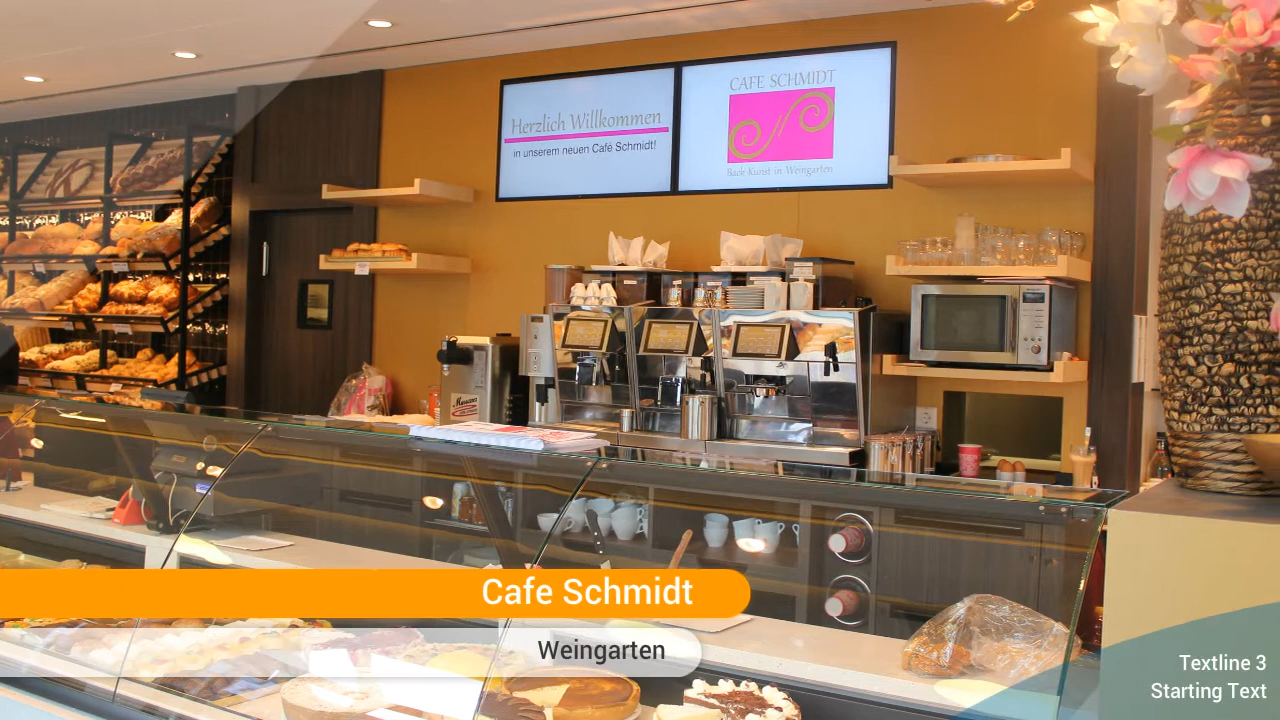 Herzlich Willkommen
in unserem neuen Café Schmidt!
CAFE SCHMIDT
Back Kunst in Weingarten
Cafe Schmidt
Weingarten
Textline 3
Starting Text